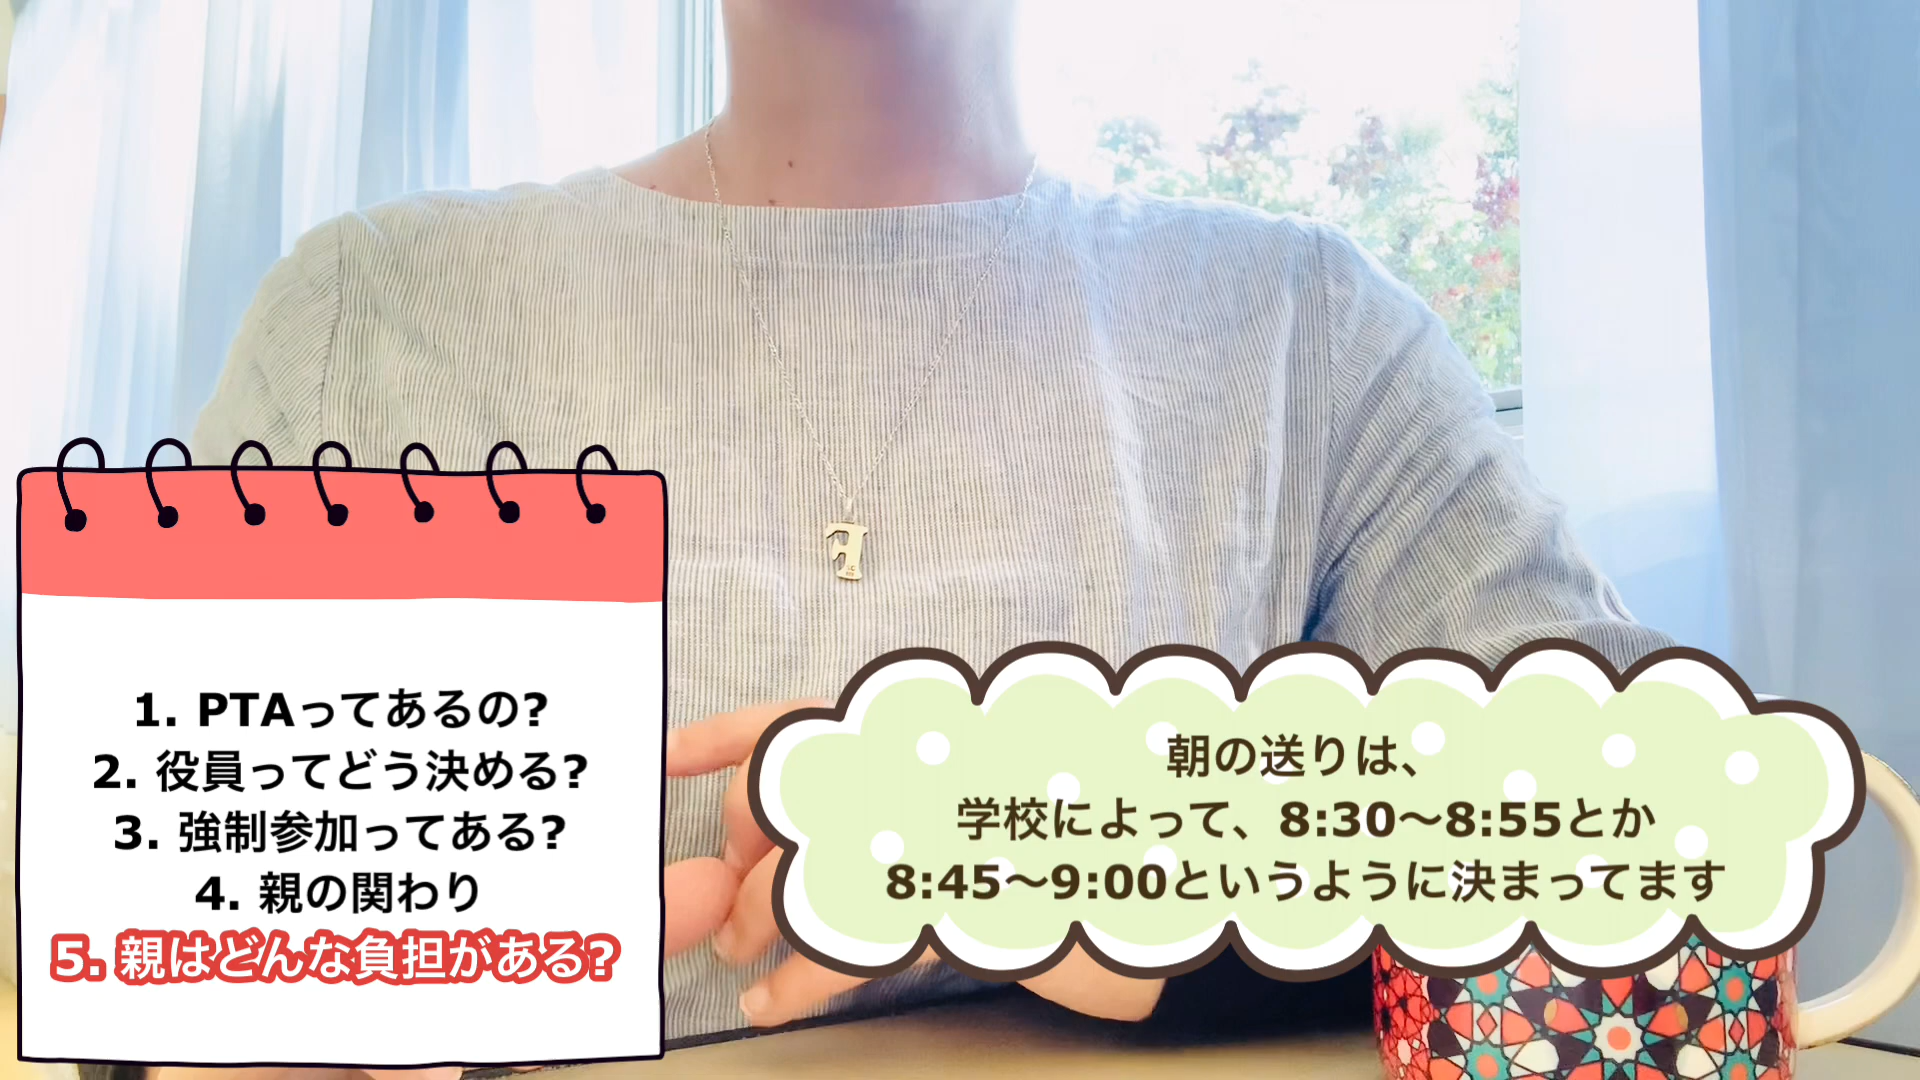 1. PTAってあるの?
2. 役員ってどう決める?
3. 強制参加ってある?
4. 親の関わり
5. 親はどんな負担がある?
朝の送りは、
学校によって、8:30〜8:55とか
8:45〜9:00というように決まってます